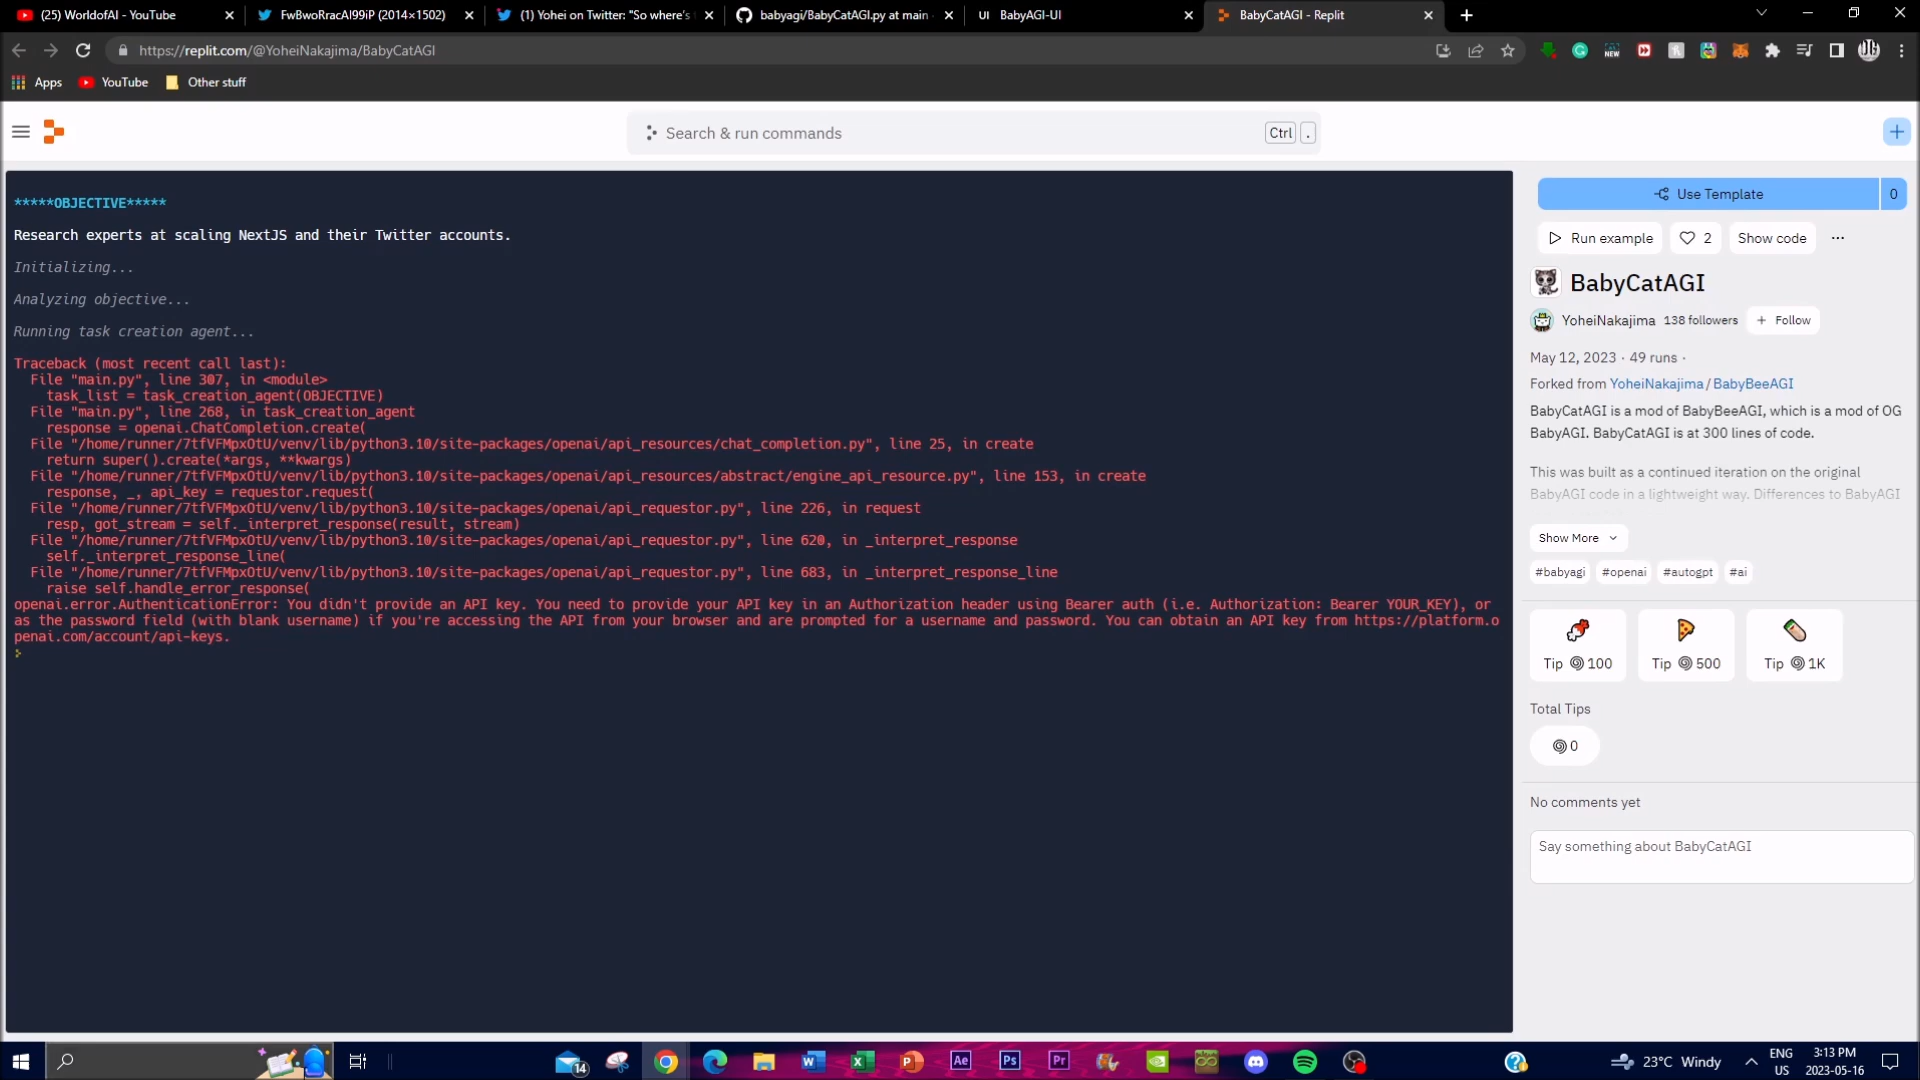 (25) WorldofAI - YouTube
FwBwoRracAI99iP (2014×1502)
(1) Yohei on Twitter: "So where's
babyagi/BabyCatAGI.py at main
UI BabyAGI-UI
BabyCatAGI - Replit
https://replit.com/@YoheiNakajima/BabyCatAGI
NEW
Apps
YouTube
Other stuff
Search & run commands
Ctrl .
*****OBJECTIVE*****
Research experts at scaling NextJS and their Twitter accounts.
Initializing...
Analyzing objective...
Running task creation agent...
Traceback (most recent call last):
File "main.py", line 307, in <module>
task_list = task_creation_agent(OBJECTIVE)
File "main.py", line 268, in task_creation_agent
response = openai.ChatCompletion.create(
File "/home/runner/7tfVFMpxOtU/venv/lib/python3.10/site-packages/openai/api_resources/chat_completion.py", line 25, in create
return super().create(*args, **kwargs)
File "/home/runner/7tfVFMpxOtU/venv/lib/python3.10/site-packages/openai/api_resources/abstract/engine_api_resource.py", line 153, in create
response, _, api_key = requestor.request(
File "/home/runner/7tfVFMpxOtU/venv/lib/python3.10/site-packages/openai/api_requestor.py", line 226, in request
resp, got_stream = self._interpret_response(result, stream)
File "/home/runner/7tfVFMpxOtU/venv/lib/python3.10/site-packages/openai/api_requestor.py", line 620, in _interpret_response
self._interpret_response_line(
File "/home/runner/7tfVFMpxOtU/venv/lib/python3.10/site-packages/openai/api_requestor.py", line 683, in _interpret_response_line
raise self.handle_error_response(
openai.error.AuthenticationError: You didn't provide an API key. You need to provide your API key in an Authorization header using Bearer auth (i.e. Authorization: Bearer YOUR_KEY), or
as the password field (with blank username) if you're accessing the API from your browser and are prompted for a username and password. You can obtain an API key from https://platform.o
penai.com/account/api-keys.
Use Template
0
Run example
2
Show code
BabyCatAGI
YoheiNakajima 138 followers
+ Follow
May 12, 2023 · 49 runs ·
Forked from YoheiNakajima/BabyBeeAGI
BabyCatAGI is a mod of BabyBeeAGI, which is a mod of OG
BabyAGI. BabyCatAGI is at 300 lines of code.
This was built as a continued iteration on the original
BabyAGI code in a lightweight way. Differences to BabyAGI
Show More
#babyagi #openai #autogpt #ai
Tip 100
Tip 500
Tip 1K
Total Tips
0
No comments yet
Say something about BabyCatAGI
14
Ae
Ps
Pr
23°C Windy
ENG
US
3:13 PM
2023-05-16